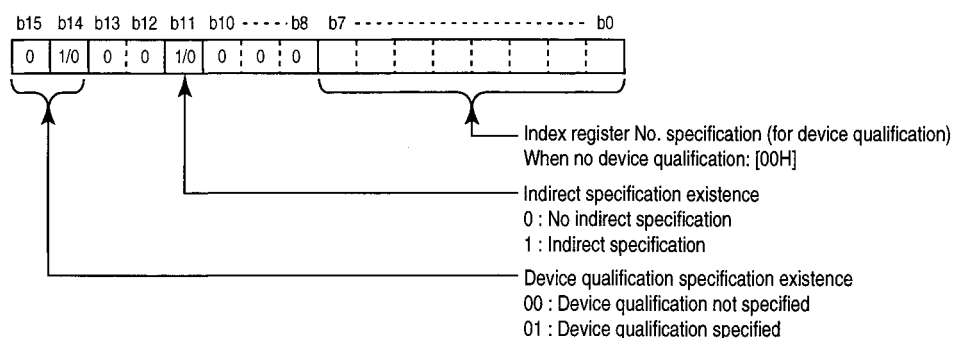 b15 b14 b13 b12 b11 b10 ----- b8 b7 ----------------- b0
0 1/0 0 0 1/0 0 0 0
Index register No. specification (for device qualification)
When no device qualification: [00H]
Indirect specification existence
0 : No indirect specification
1 : Indirect specification
Device qualification specification existence
00 : Device qualification not specified
01 : Device qualification specified